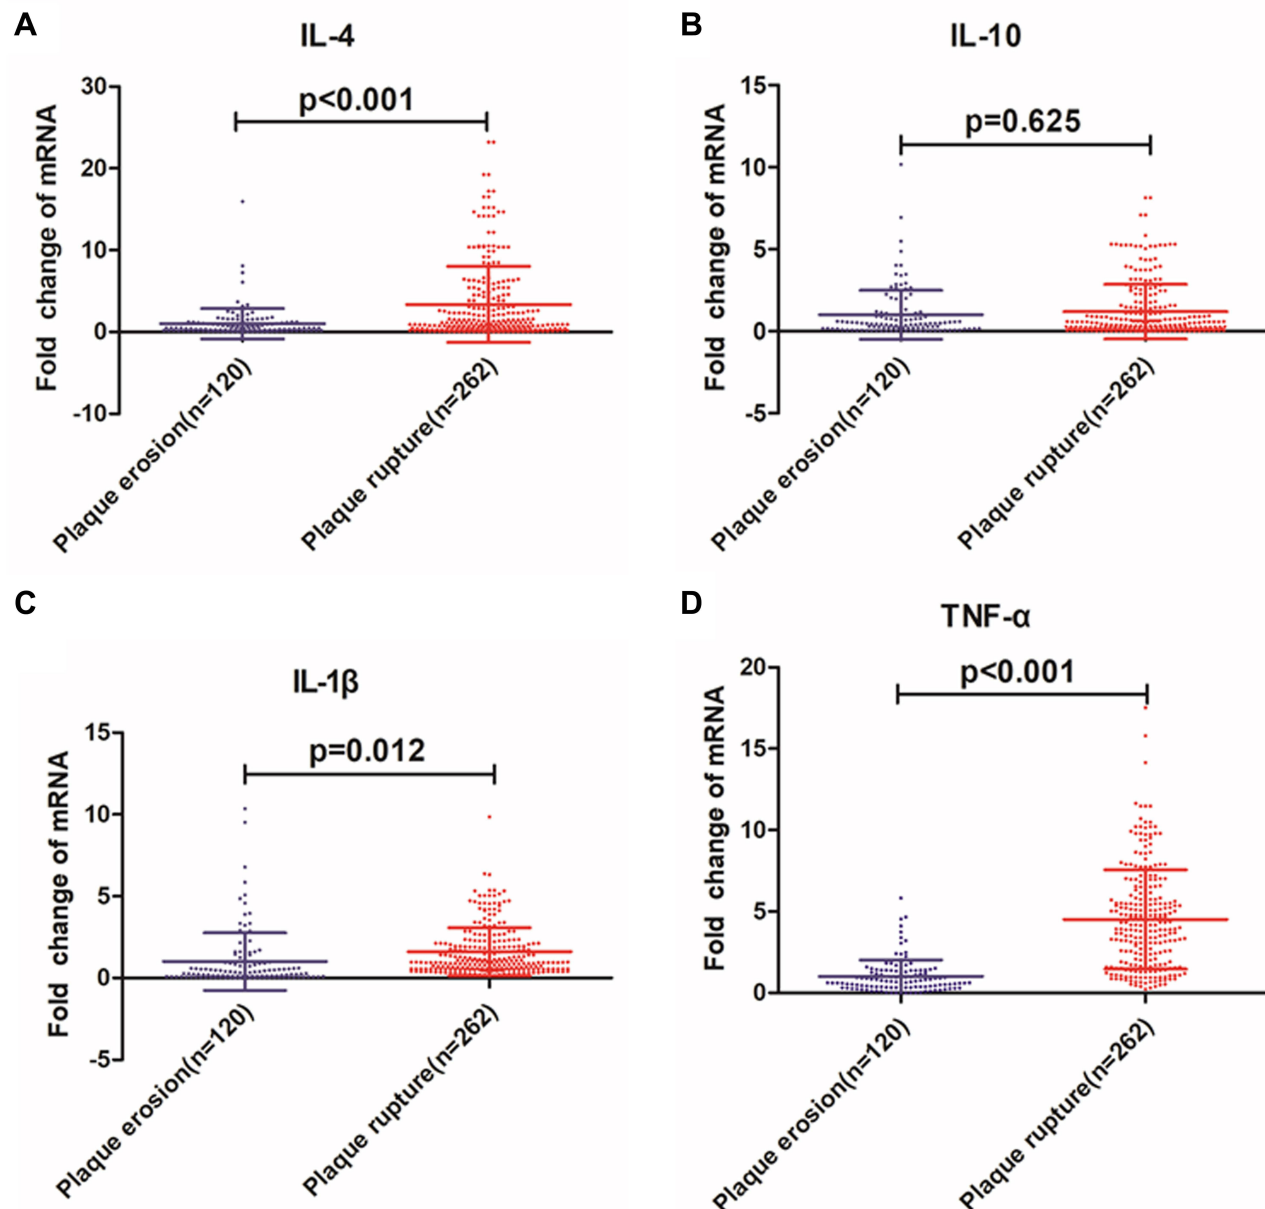 A
IL-4
p<0.001
Fold change of mRNA
30
20
10
0
-10
Plaque erosion(n=120)
Plaque rupture(n=262)
B
IL-10
p=0.625
Fold change of mRNA
15
10
5
0
-5
Plaque erosion(n=120)
Plaque rupture(n=262)
C
IL-1β
p=0.012
Fold change of mRNA
15
10
5
0
-5
Plaque erosion(n=120)
Plaque rupture(n=262)
D
TNF-α
p<0.001
Fold change of mRNA
20
15
10
5
0
Plaque erosion(n=120)
Plaque rupture(n=262)